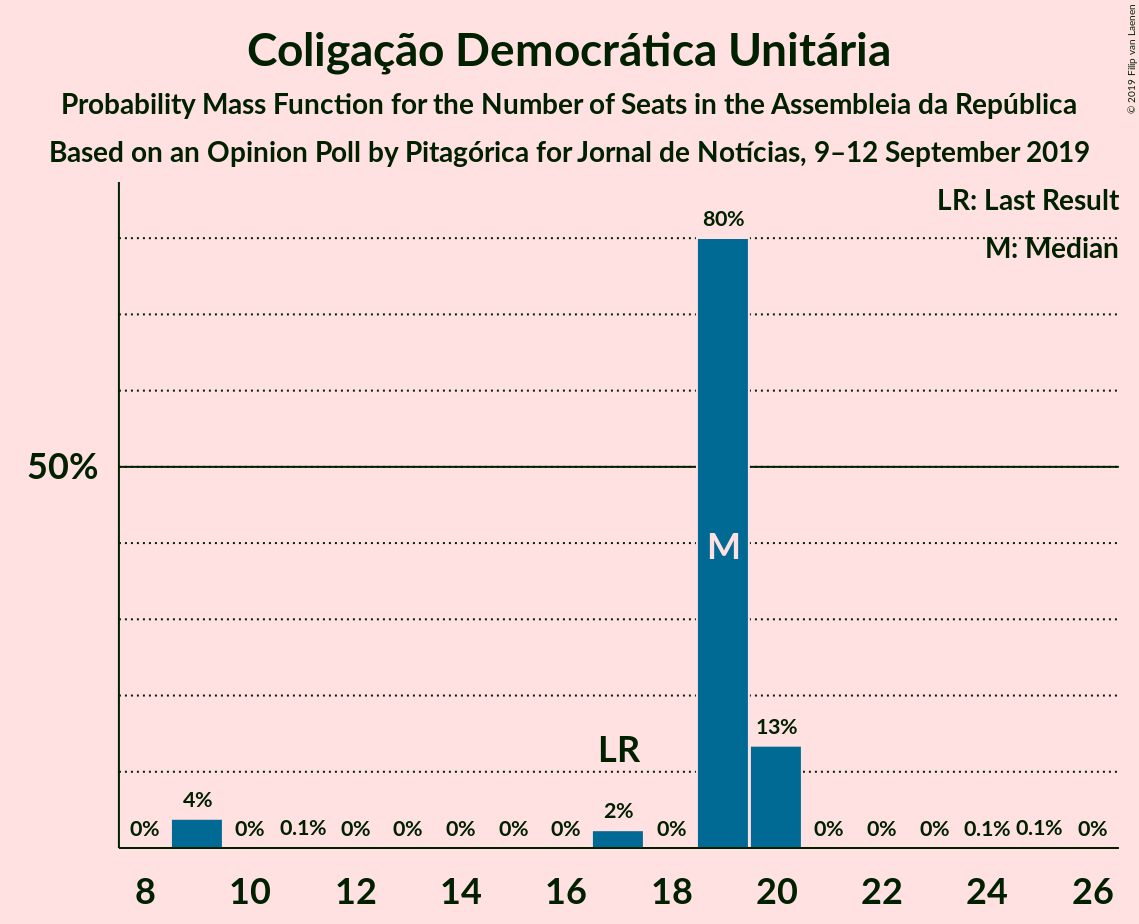 Coligação Democrática Unitária
Probability Mass Function for the Number of Seats in the Assembleia da República
Based on an Opinion Poll by Pitagórica for Jornal de Notícias, 9–12 September 2019
© 2019 Filip van Laenen
LR: Last Result
M: Median
50%
80%
M
13%
LR
4%
2%
0% 0% 0.1% 0% 0% 0% 0% 0% 0% 0% 0% 0% 0.1% 0.1% 0%
8 10 12 14 16 18 20 22 24 26